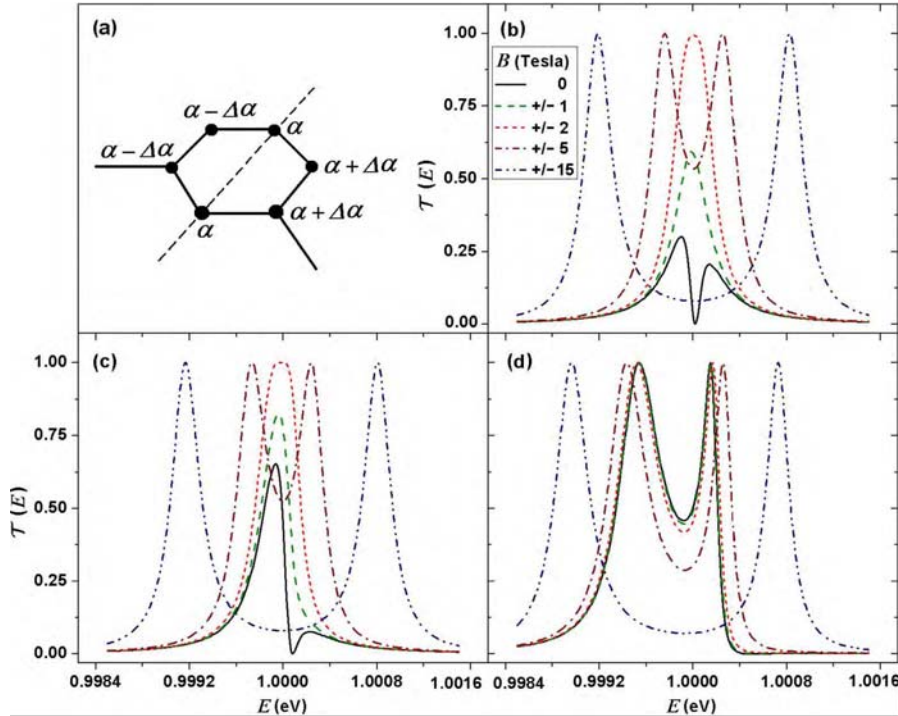 (a)
α − Δα
α
α − Δα
α + Δα
α
α + Δα
(b)
1.00
0.75
0.50
0.25
0.00
𝒯 (E)
B (Tesla)
0
+/− 1
+/− 2
+/− 5
+/− 15
(c)
1.00
0.75
0.50
0.25
0.00
𝒯 (E)
0.9984 0.9992 1.0000 1.0008 1.0016
E (eV)
(d)
0.9984 0.9992 1.0000 1.0008 1.0016
E (eV)